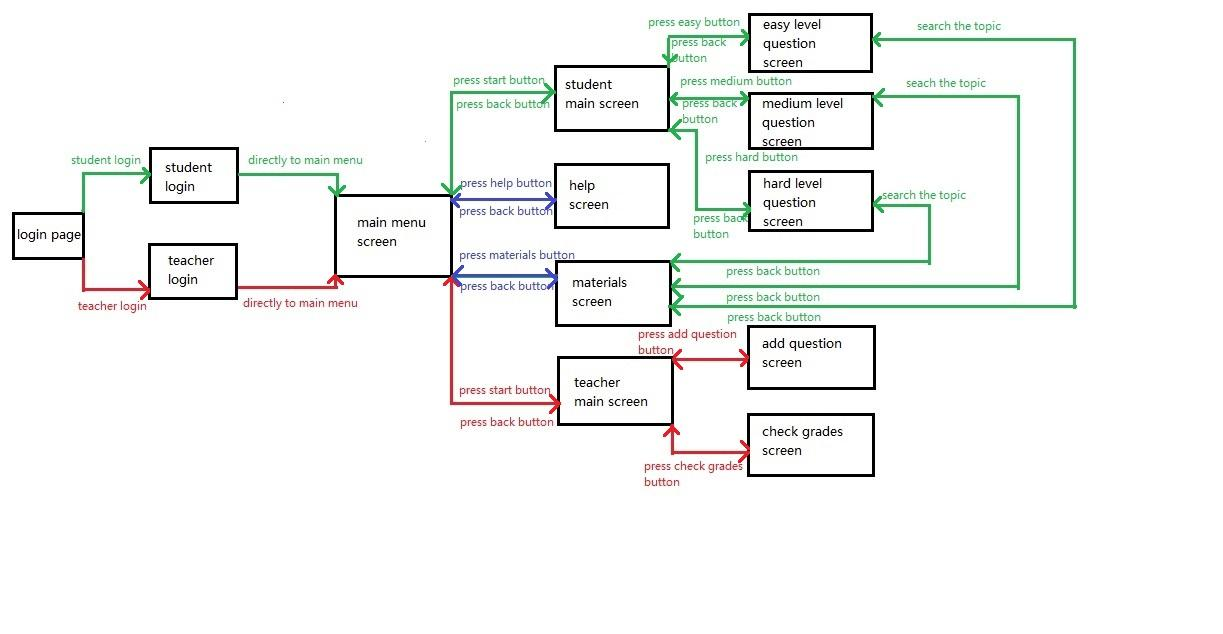 press easy button
easy level
question
screen
search the topic
press back
button
press start button
press back button
student
main screen
press medium button
press back
button
medium level
question
screen
seach the topic
student login
student
login
directly to main menu
press hard button
press help button
press back button
help
screen
hard level
question
screen
search the topic
press back
button
login page
main menu
screen
teacher
login
teacher login
directly to main menu
press materials button
press back button
materials
screen
press back button
press back button
press back button
press add question
button
add question
screen
teacher
main screen
press start button
press back button
check grades
screen
press check grades
button